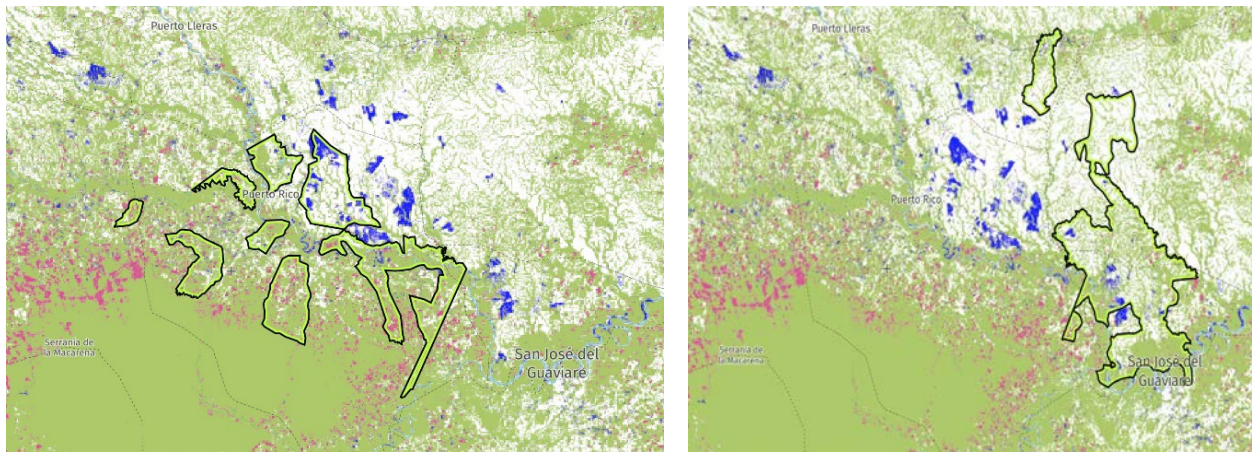 Puerto Lleras
Puerto Rico
Serranía de
la Macarena
San José del
Guaviare
Puerto Lleras
Puerto Rico
Serranía de
la Macarena
San José del
Guaviare